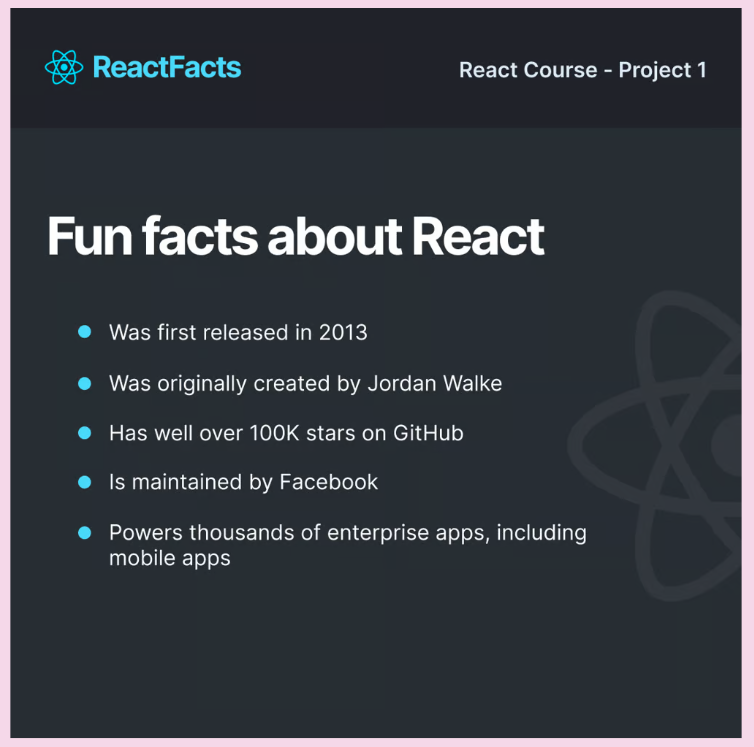 ReactFacts
React Course - Project 1
Fun facts about React
Was first released in 2013
Was originally created by Jordan Walke
Has well over 100K stars on GitHub
Is maintained by Facebook
Powers thousands of enterprise apps, including
mobile apps